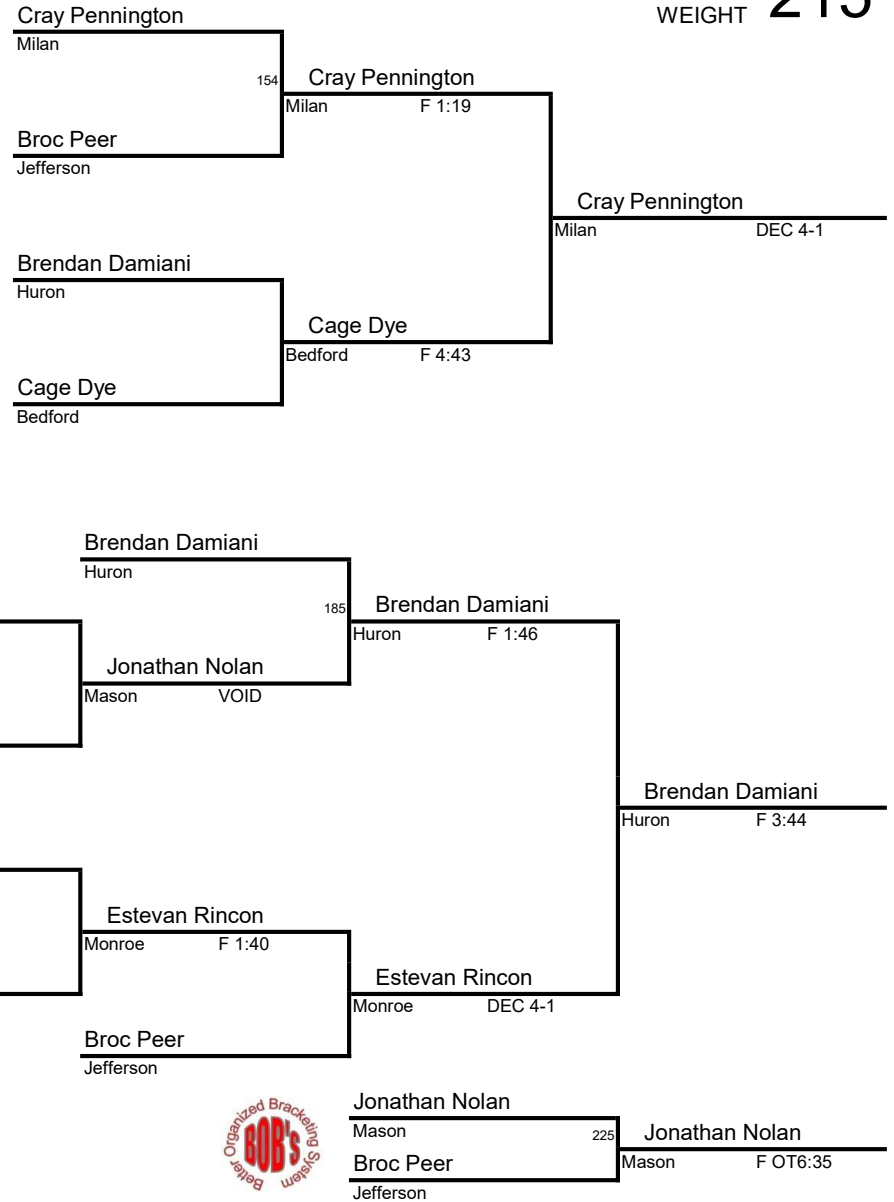 Cray Pennington
WEIGHT 215
Milan
154 Cray Pennington
Milan F 1:19
Broc Peer
Jefferson
Cray Pennington
Milan DEC 4-1
Brendan Damiani
Huron
Cage Dye
Bedford F 4:43
Cage Dye
Bedford
Brendan Damiani
Huron
185 Brendan Damiani
Huron F 1:46
Jonathan Nolan
Mason VOID
Brendan Damiani
Huron F 3:44
Estevan Rincon
Monroe F 1:40
Estevan Rincon
Monroe DEC 4-1
Broc Peer
Jefferson
Jonathan Nolan
Mason
225 Jonathan Nolan
Mason F OT6:35
Broc Peer
Jefferson
Better Organized Bracketing System
BOB's